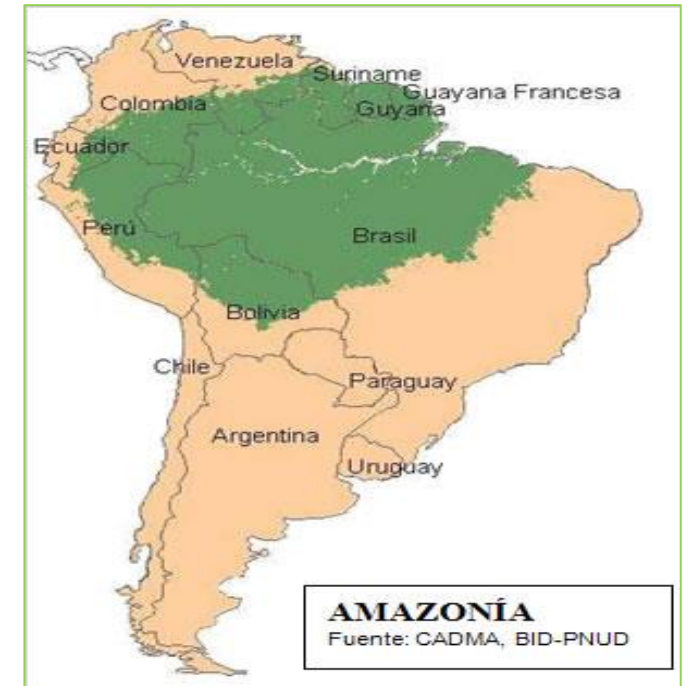 Venezuela
Suriname
Guayana Francesa
Colombia
Guyana
Ecuador
Perú
Brasil
Bolivia
Chile
Paraguay
Argentina
Uruguay
AMAZONÍA
Fuente: CADMA, BID-PNUD